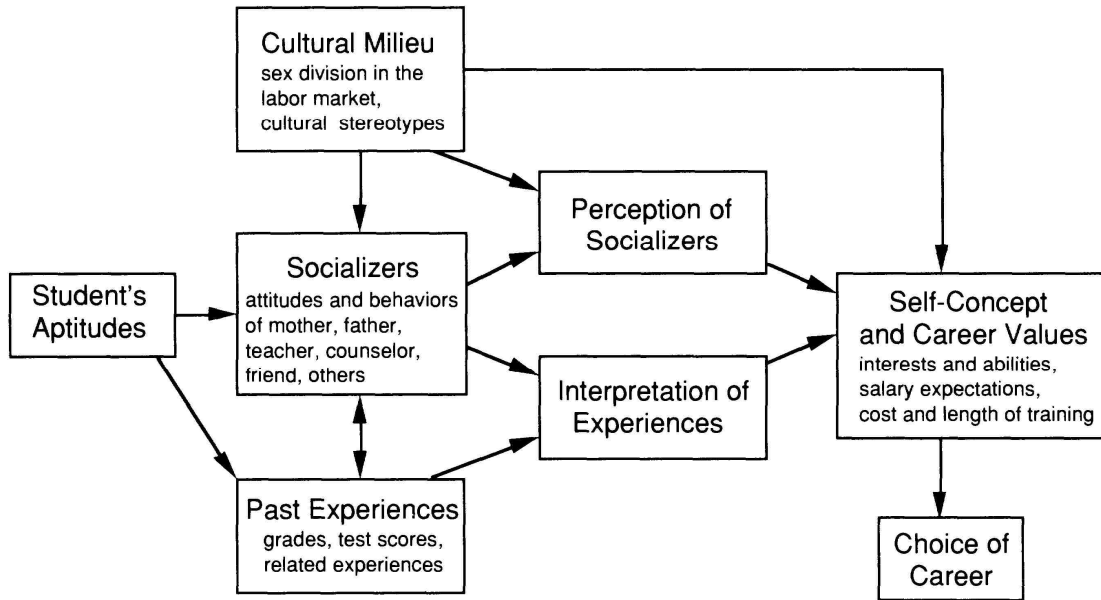 Cultural Milieu
sex division in the
labor market,
cultural stereotypes
Perception of
Socializers
Student's
Aptitudes
Socializers
attitudes and behaviors
of mother, father,
teacher, counselor,
friend, others
Self-Concept
and Career Values
interests and abilities,
salary expectations,
cost and length of training
Interpretation of
Experiences
Past Experiences
grades, test scores,
related experiences
Choice of
Career